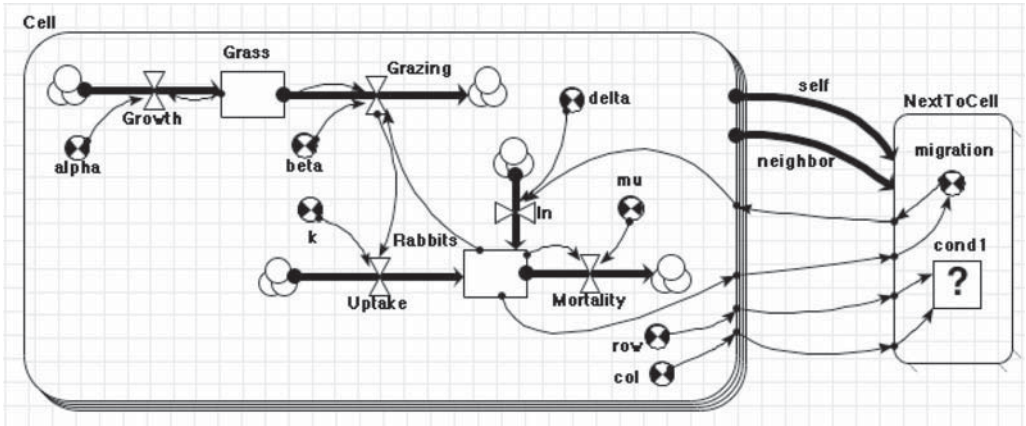 Cell
Grass
Grazing
Growth
alpha
beta
delta
self
NextToCell
neighbor
migration
mu
k
Rabbits
In
cond1
?
Uptake
Mortality
row
col